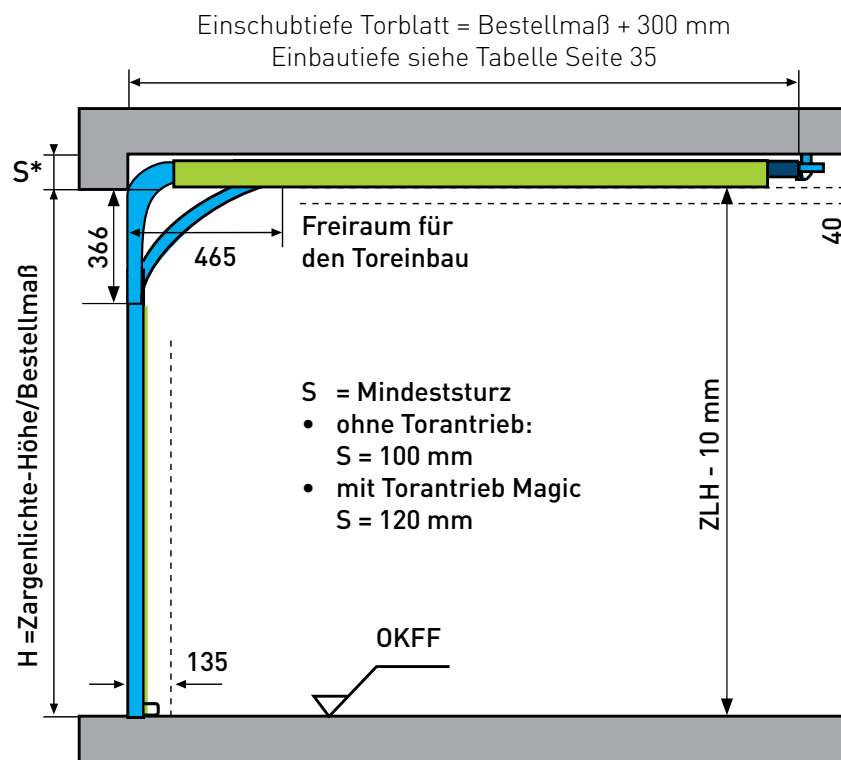 Einschubtiefe Torblatt = Bestellmaß + 300 mm
Einbautiefe siehe Tabelle Seite 35
S*
366
465
Freiraum für
den Toreinbau
40
H =Zargenlichte-Höhe/Bestellmaß
S = Mindeststurz
• ohne Torantrieb:
S = 100 mm
• mit Torantrieb Magic
S = 120 mm
ZLH - 10 mm
OKFF
135